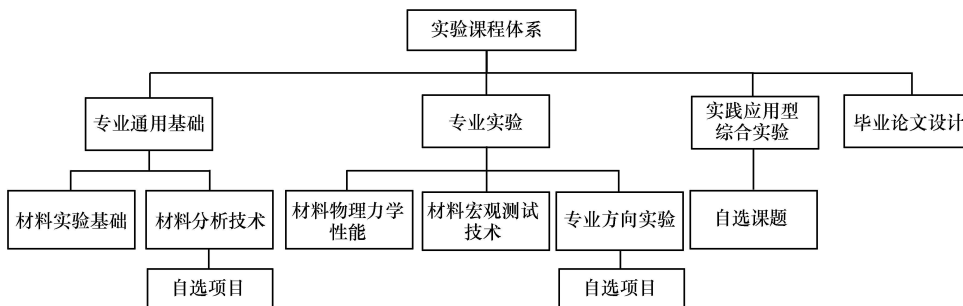 实验课程体系
专业通用基础
专业实验
实践应用型
综合实验
毕业论文设计
材料实验基础
材料分析技术
材料物理力学
性能
材料宏观测试
技术
专业方向实验
自选课题
自选项目
自选项目